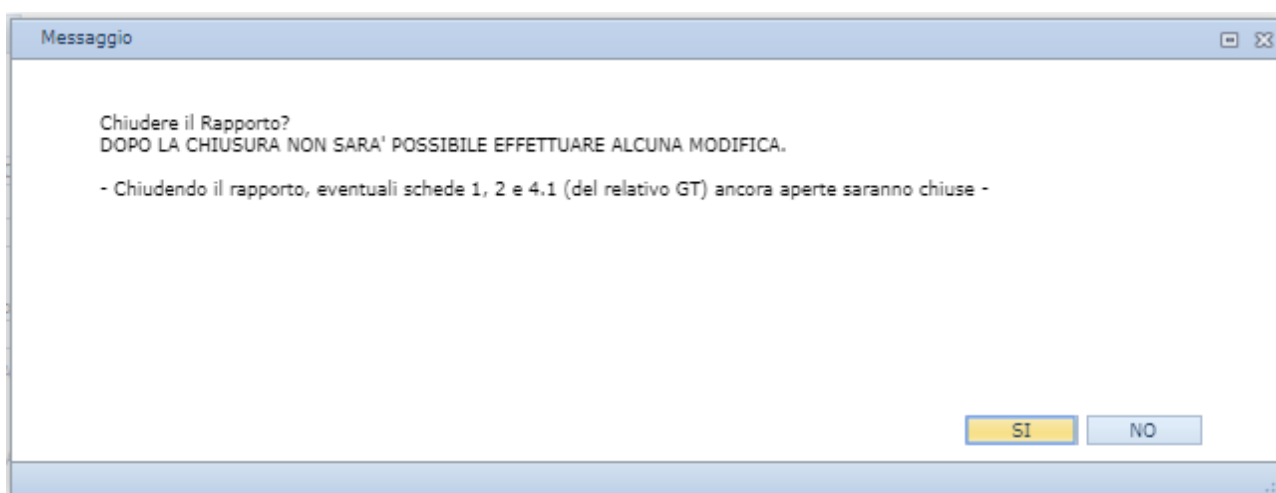 Messaggio
Chiudere il Rapporto?
DOPO LA CHIUSURA NON SARA' POSSIBILE EFFETTUARE ALCUNA MODIFICA.
- Chiudendo il rapporto, eventuali schede 1, 2 e 4.1 (del relativo GT) ancora aperte saranno chiuse -
SI
NO